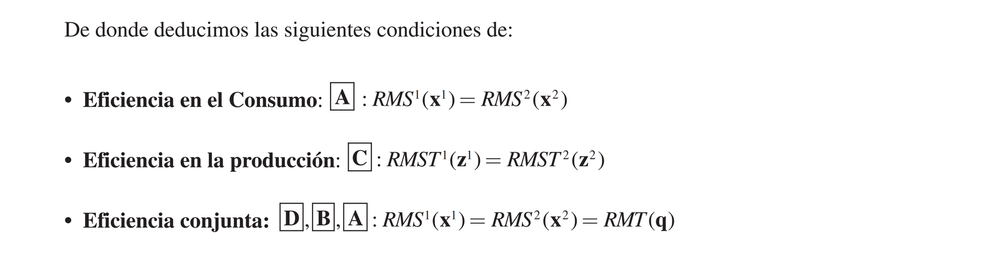 De donde deducimos las siguientes condiciones de:
• Eficiencia en el Consumo: A : RMS¹(x¹) = RMS²(x²)
• Eficiencia en la producción: C : RMST¹(z¹) = RMST²(z²)
• Eficiencia conjunta: D, B, A : RMS¹(x¹) = RMS²(x²) = RMT(q)